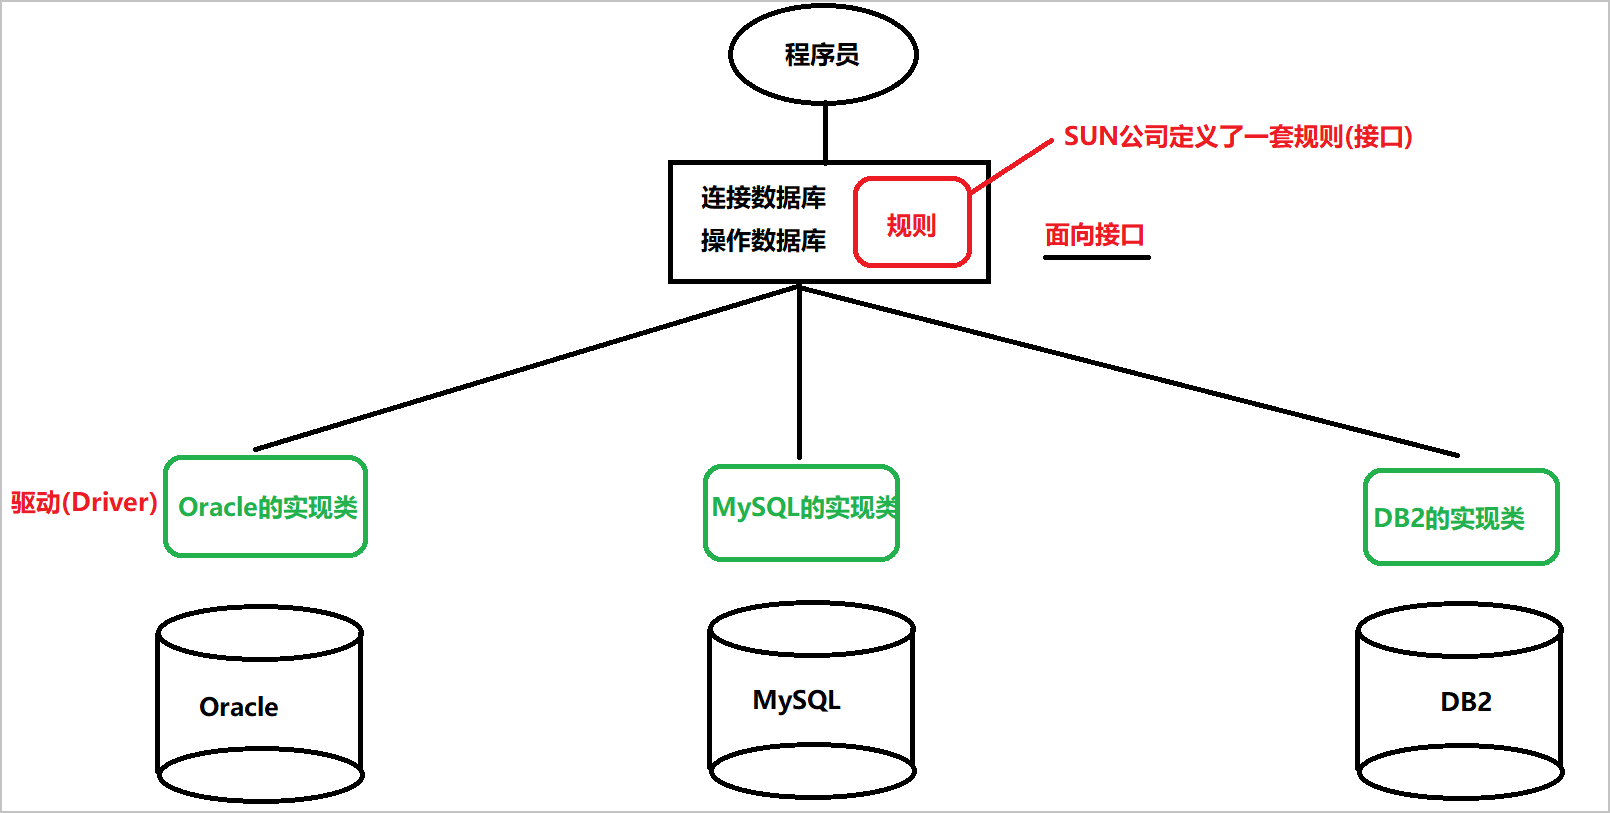 程序员
SUN公司定义了一套规则(接口)
连接数据库
操作数据库
规则
面向接口
驱动(Driver)
Oracle的实现类
MySQL的实现类
DB2的实现类
Oracle
MySQL
DB2